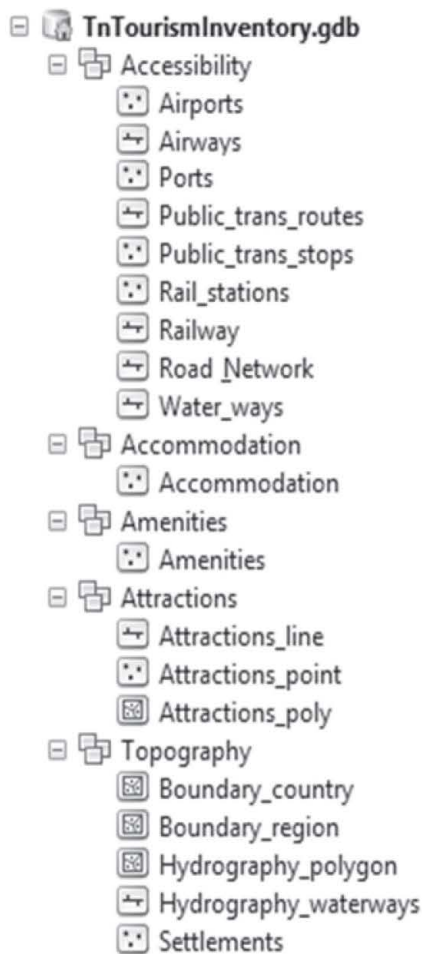 TnTourismInventory.gdb
Accessibility
Airports
Airways
Ports
Public_trans_routes
Public_trans_stops
Rail_stations
Railway
Road_Network
Water_ways
Accommodation
Accommodation
Amenities
Amenities
Attractions
Attractions_line
Attractions_point
Attractions_poly
Topography
Boundary_country
Boundary_region
Hydrography_polygon
Hydrography_waterways
Settlements